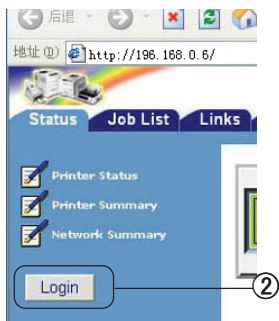 后退
地址(D) http://196.168.0.6/
Status Job List Links
Printer Status
Printer Summary
Network Summary
Login
②